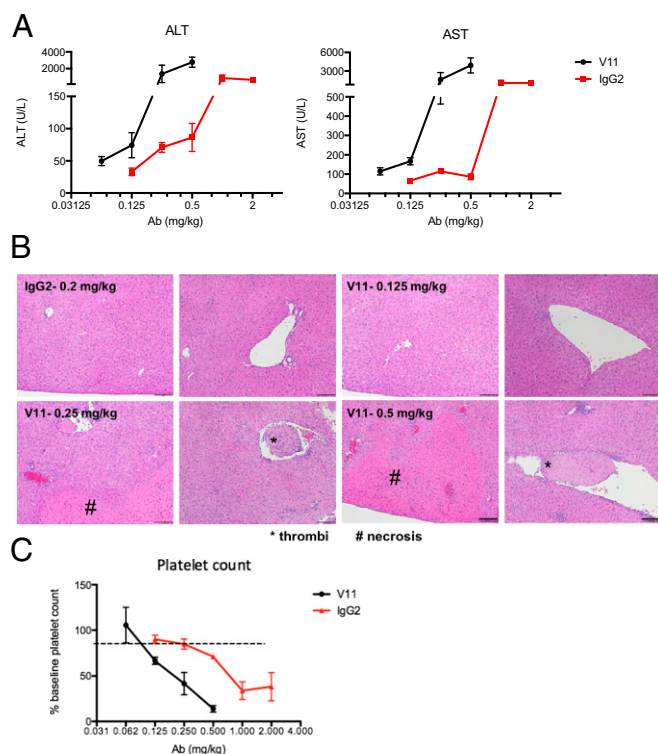 A
ALT
AST
V11
IgG2
4000
2000
150
100
50
0
ALT (U/L)
0.03125
0.125
0.5
2
Ab (mg/kg)
6000
3000
500
400
300
200
100
0
AST (U/L)
0.03125
0.125
0.5
2
Ab (mg/kg)
B
IgG2- 0.2 mg/kg
V11- 0.125 mg/kg
V11- 0.25 mg/kg
V11- 0.5 mg/kg
#
*
#
*
* thrombi # necrosis
C
Platelet count
V11
IgG2
150
100
50
0
% baseline platelet count
0.031 0.062 0.125 0.250 0.500 1.000 2.000 4.000
Ab (mg/kg)